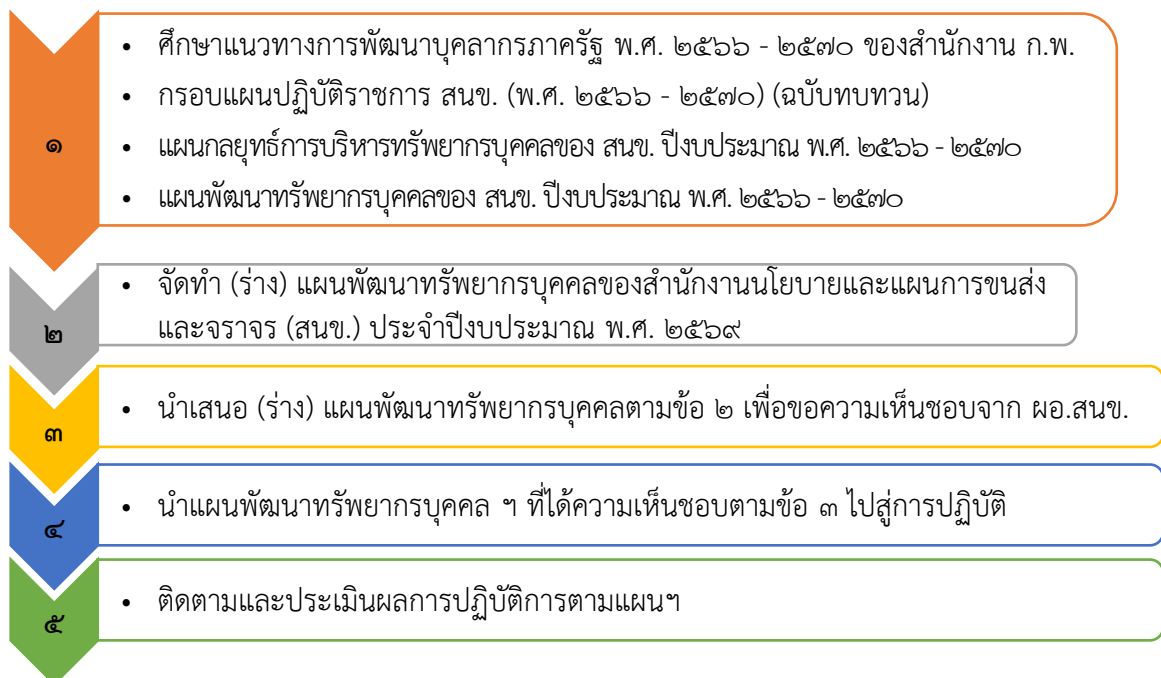 ๑
• ศึกษาแนวทางการพัฒนาบุคลากรภาครัฐ พ.ศ. ๒๕๖๖ - ๒๕๗๐ ของสำนักงาน ก.พ.
• กรอบแผนปฏิบัติราชการ สนข. (พ.ศ. ๒๕๖๖ - ๒๕๗๐) (ฉบับทบทวน)
• แผนกลยุทธ์การบริหารทรัพยากรบุคคลของ สนข. ปีงบประมาณ พ.ศ. ๒๕๖๖ - ๒๕๗๐
• แผนพัฒนาทรัพยากรบุคคลของ สนข. ปีงบประมาณ พ.ศ. ๒๕๖๖ - ๒๕๗๐
๒
• จัดทำ (ร่าง) แผนพัฒนาทรัพยากรบุคคลของสำนักงานนโยบายและแผนการขนส่ง
และจราจร (สนข.) ประจำปีงบประมาณ พ.ศ. ๒๕๖๙
๓
• นำเสนอ (ร่าง) แผนพัฒนาทรัพยากรบุคคลตามข้อ ๒ เพื่อขอความเห็นชอบจาก ผอ.สนข.
๔
• นำแผนพัฒนาทรัพยากรบุคคล ฯ ที่ได้ความเห็นชอบตามข้อ ๓ ไปสู่การปฏิบัติ
๕
• ติดตามและประเมินผลการปฏิบัติการตามแผนฯ